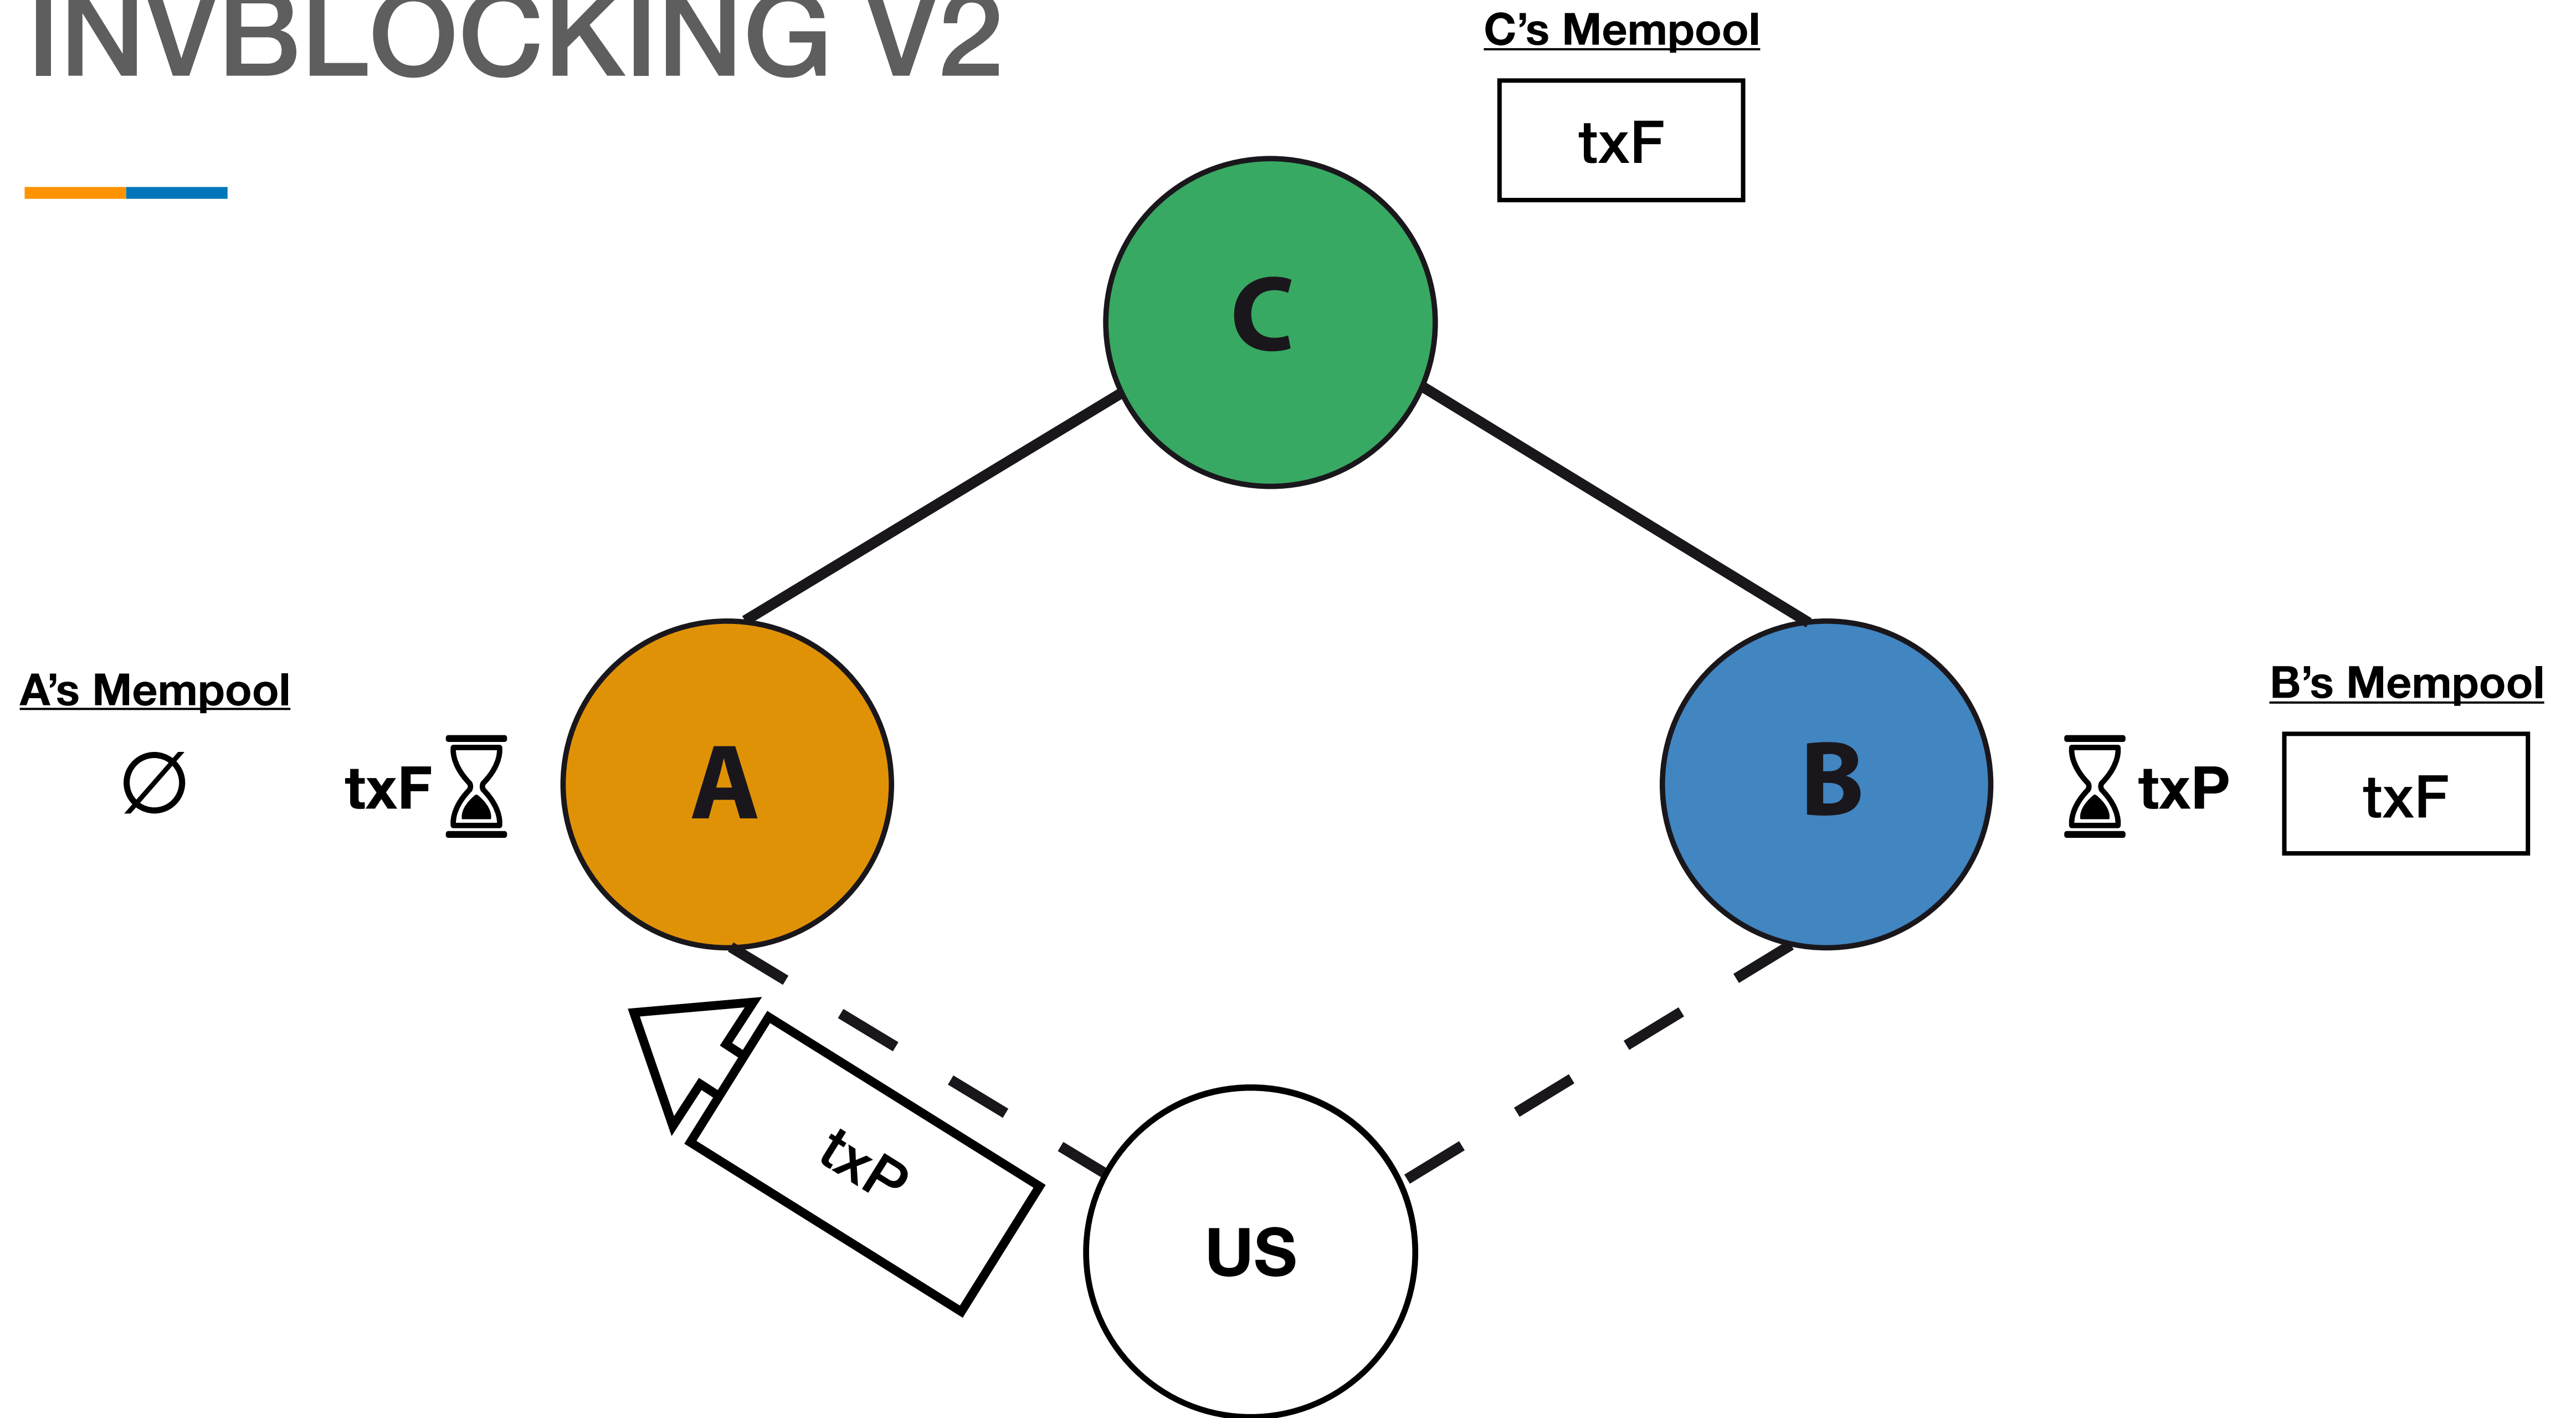 INVBLOCKING V2
C's Mempool
txF
C
A's Mempool
∅
txF
A
B
txP
B's Mempool
txF
txP
US